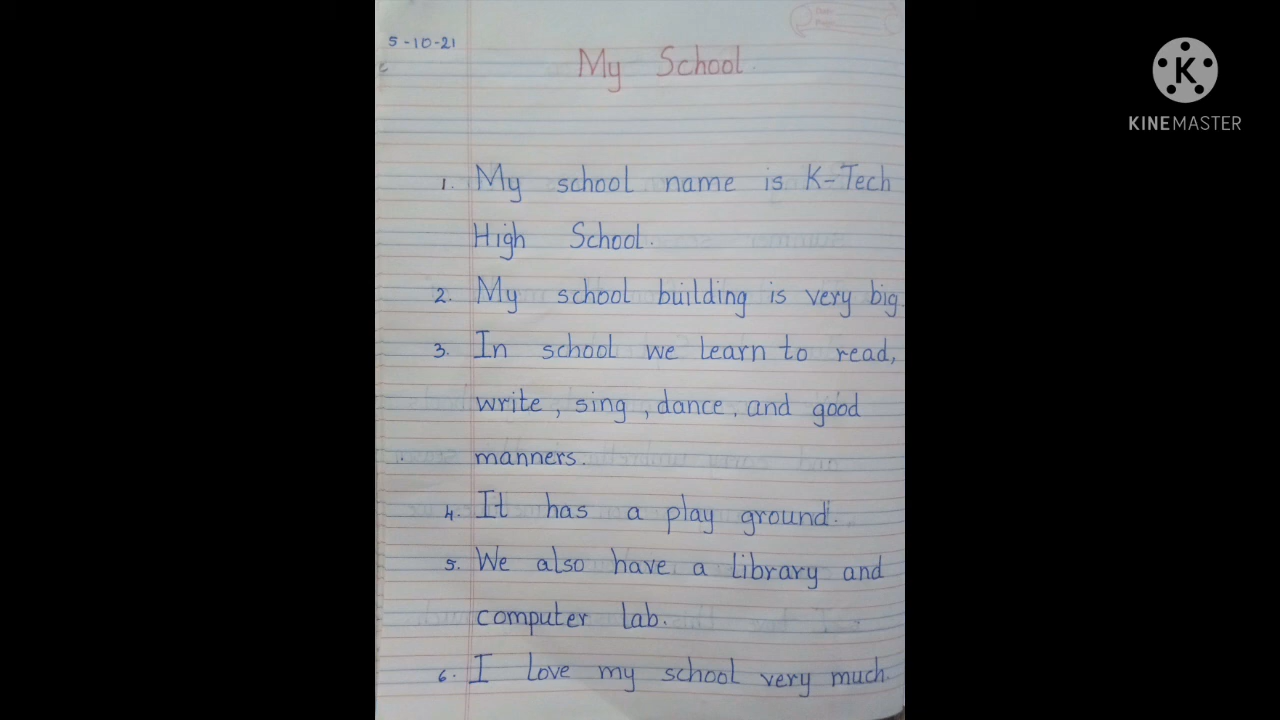 5-10-21
My School
1. My school name is K-Tech
High School.
2. My school building is very big.
3. In school we learn to read,
write, sing, dance, and good
manners.
4. It has a play ground.
5. We also have a library and
computer lab.
6. I love my school very much.
K
KINEMASTER